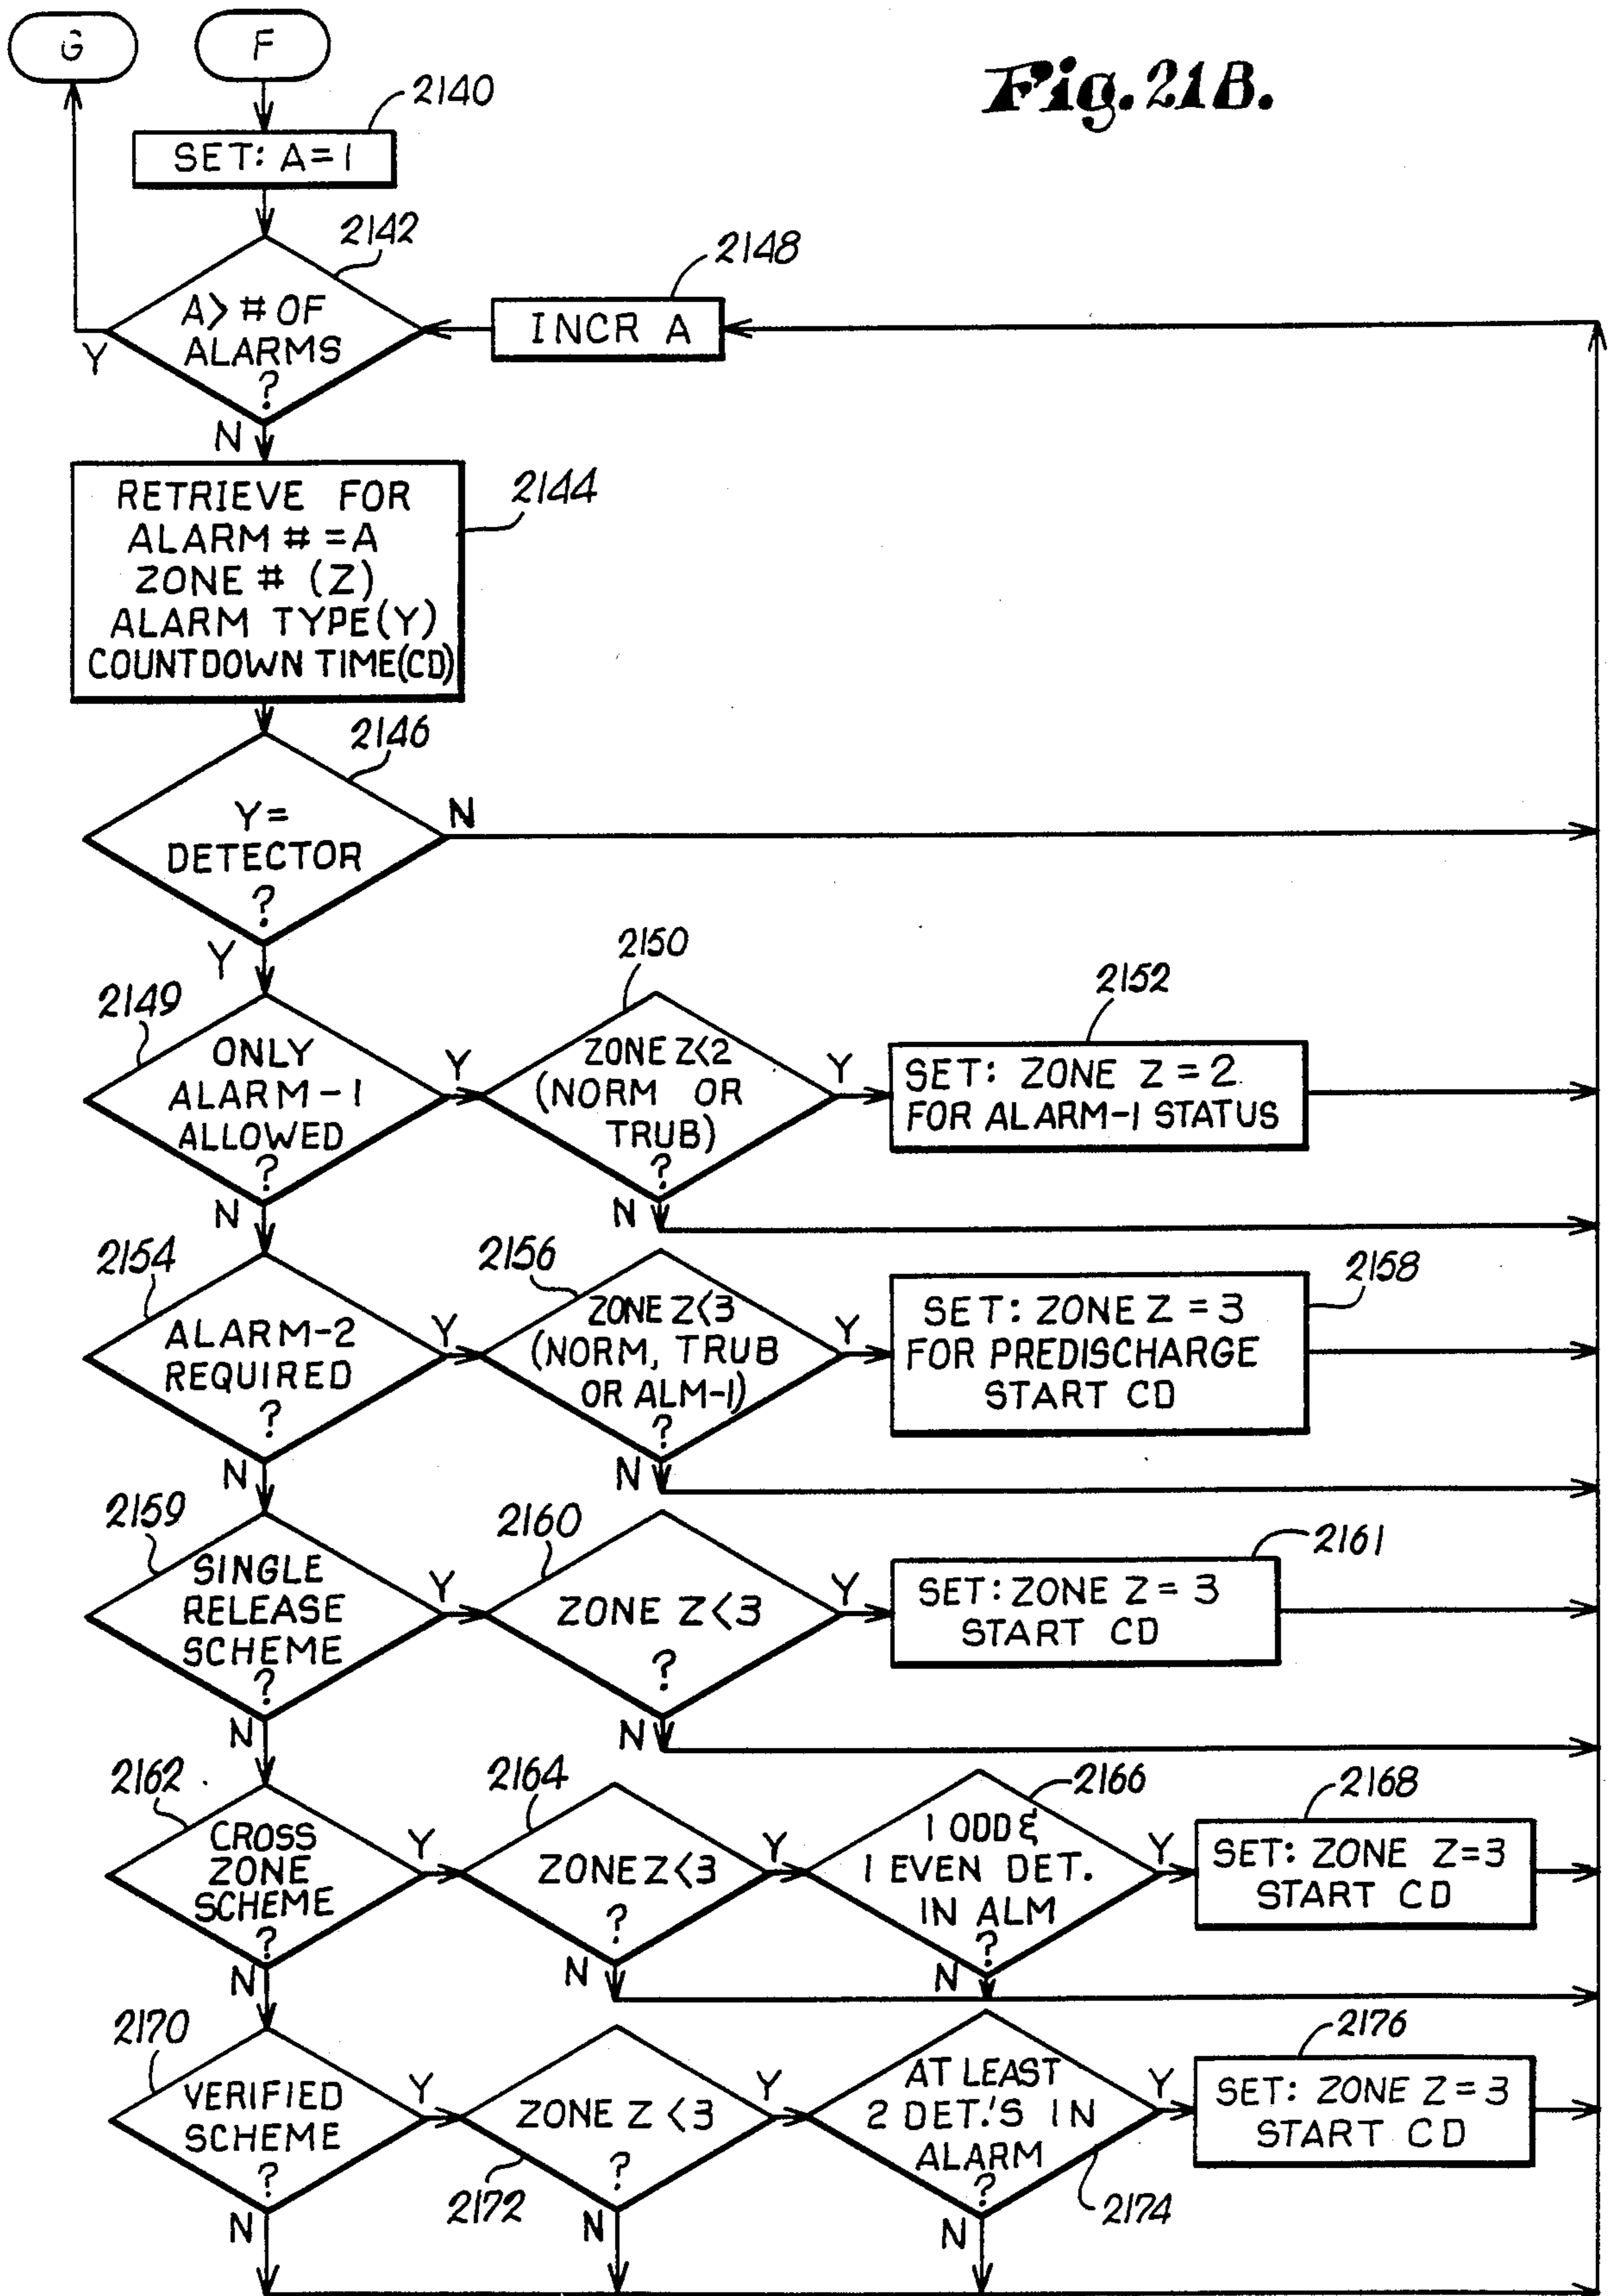 G
F
Fig. 21B.
2140
SET: A=1
2142
2148
A> # OF
ALARMS
?
INCR A
Y
N
RETRIEVE FOR
ALARM # =A
ZONE # (Z)
ALARM TYPE(Y)
COUNTDOWN TIME(CD)
2144
2146
Y=
DETECTOR
?
N
Y
2149
ONLY
ALARM-1
ALLOWED
?
Y
N
2150
ZONE Z<2
(NORM OR
TRUB)
?
Y
N
2152
SET: ZONE Z = 2
FOR ALARM-1 STATUS
2154
ALARM-2
REQUIRED
?
Y
N
2156
ZONE Z<3
(NORM, TRUB
OR ALM-1)
?
Y
N
2158
SET: ZONE Z = 3
FOR PREDISCHARGE
START CD
2159
SINGLE
RELEASE
SCHEME
?
Y
N
2160
ZONE Z<3
?
Y
N
2161
SET: ZONE Z = 3
START CD
2162
CROSS
ZONE
SCHEME
?
Y
N
2164
ZONE Z<3
?
Y
N
2166
1 ODD &
1 EVEN DET.
IN ALM
?
Y
N
2168
SET: ZONE Z=3
START CD
2170
VERIFIED
SCHEME
?
Y
N
ZONE Z <3
?
2172
Y
N
AT LEAST
2 DET.'S IN
ALARM
?
2174
Y
N
2176
SET: ZONE Z=3
START CD